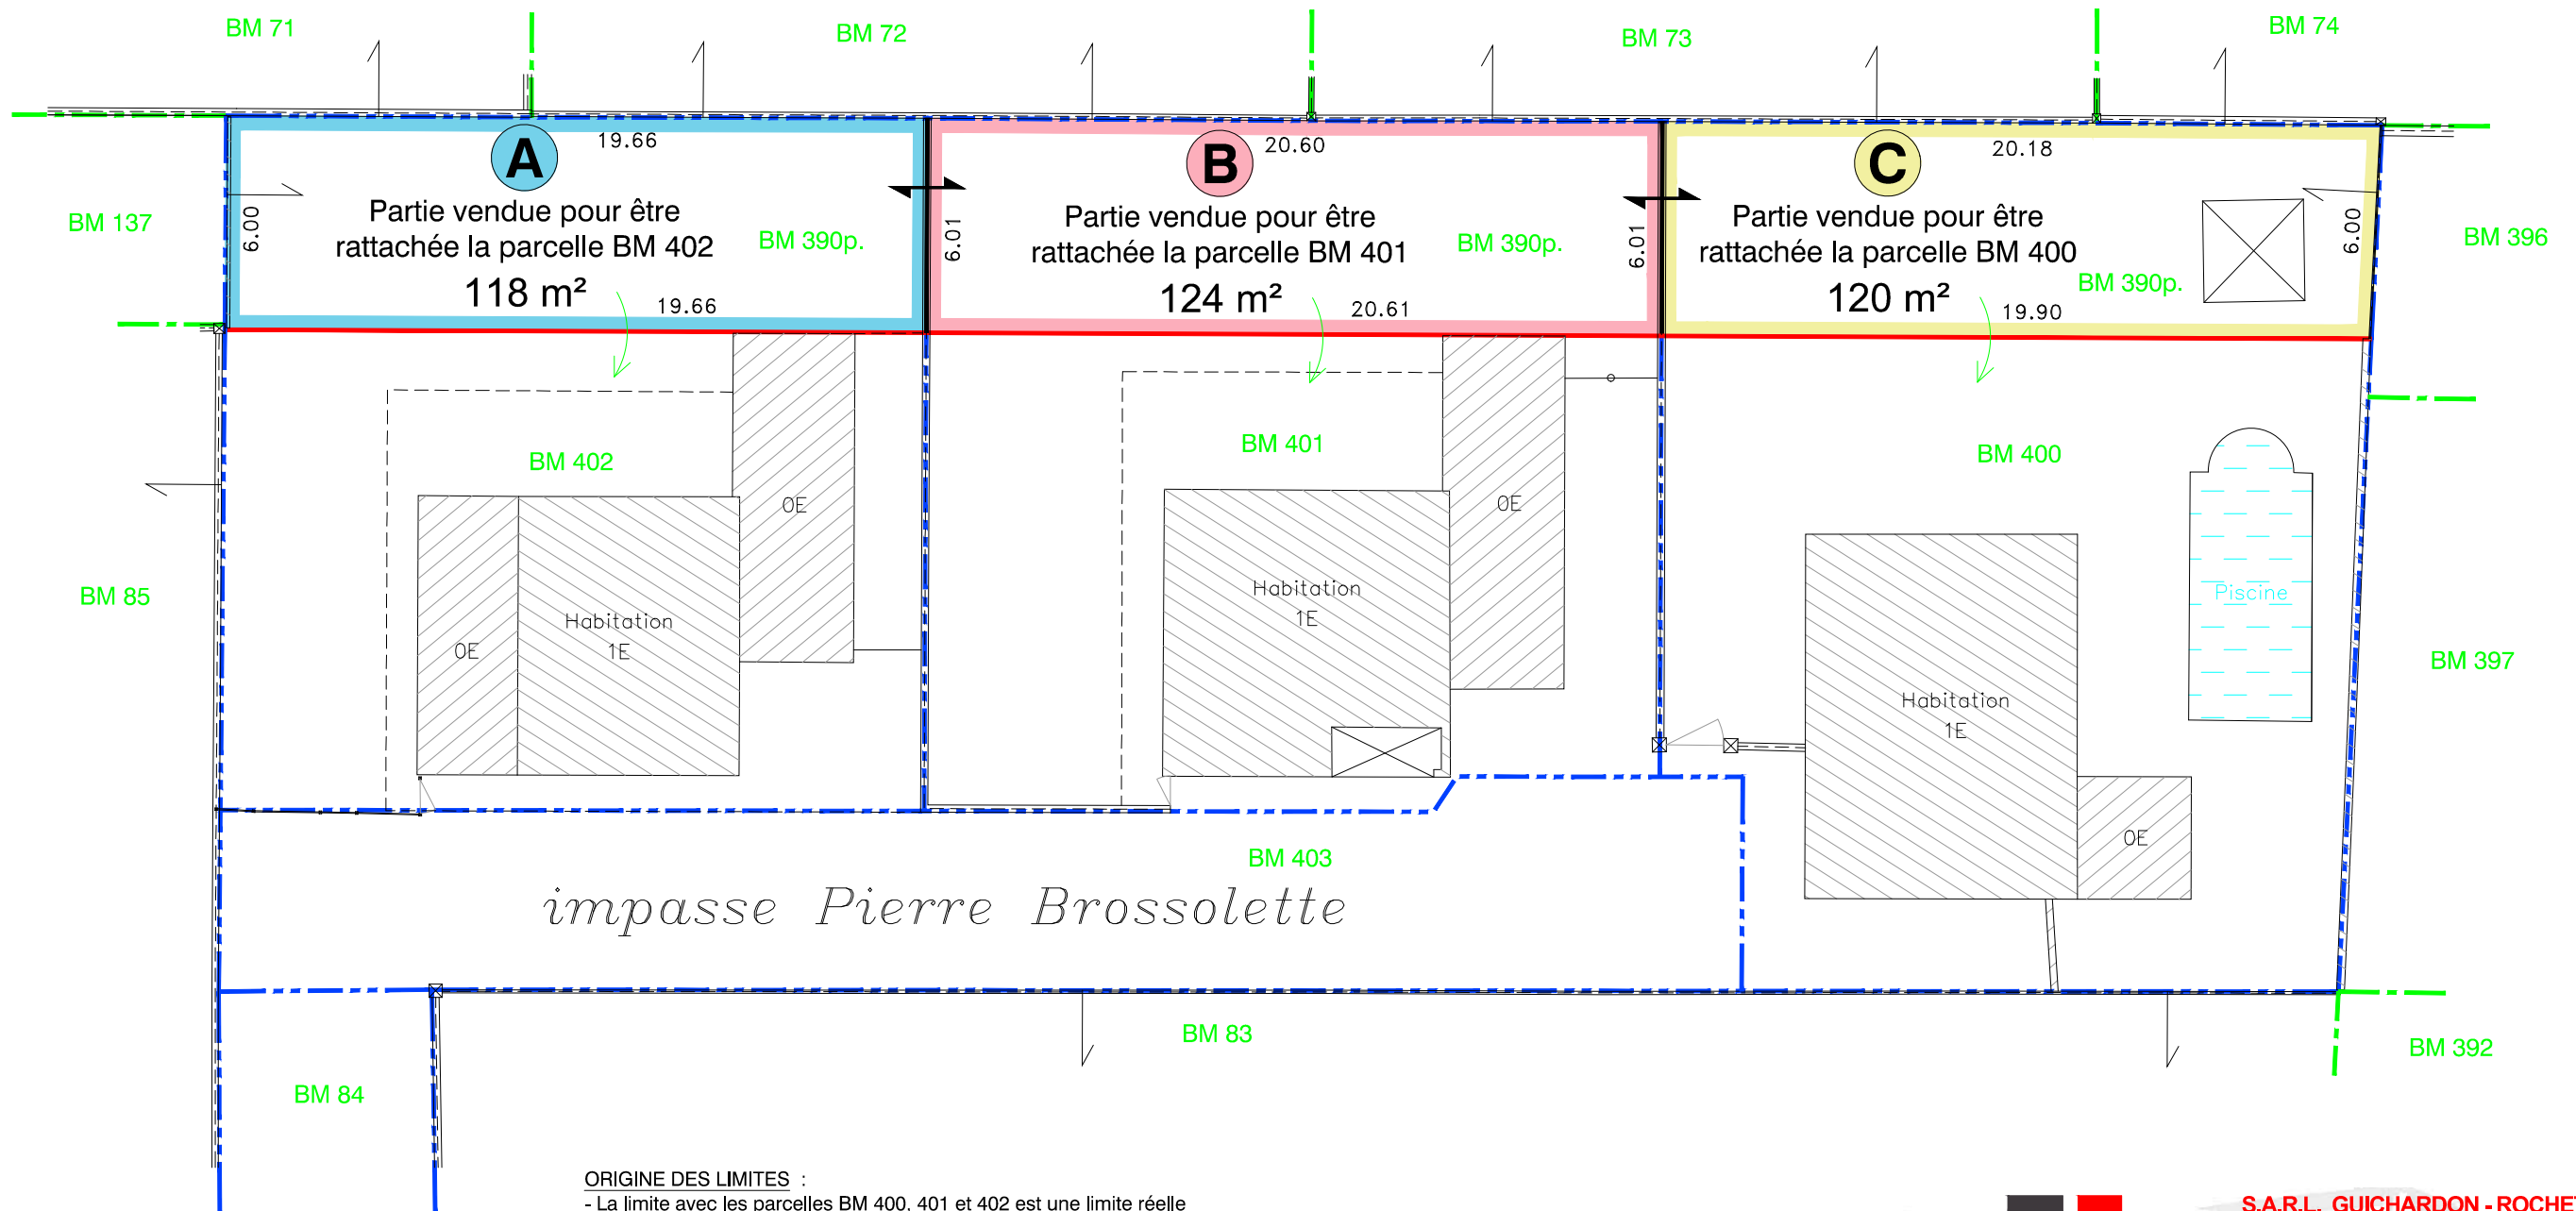 BM 71
BM 72
BM 73
BM 74
A
19.66
B
20.60
C
20.18
BM 137
6.00
Partie vendue pour être
rattachée la parcelle BM 402
118 m²
BM 390p.
19.66
6.01
Partie vendue pour être
rattachée la parcelle BM 401
124 m²
BM 390p.
20.61
6.01
Partie vendue pour être
rattachée la parcelle BM 400
120 m²
BM 390p.
19.90
6.00
BM 396
BM 402
BM 401
BM 400
0E
0E
BM 85
Habitation
1E
0E
Habitation
1E
Piscine
Habitation
1E
BM 397
0E
BM 403
impasse Pierre Brossolette
BM 83
BM 392
BM 84
ORIGINE DES LIMITES :
- La limite avec les parcelles BM 400, 401 et 402 est une limite réelle
S.A.R.L. GUICHARDON - ROCHET